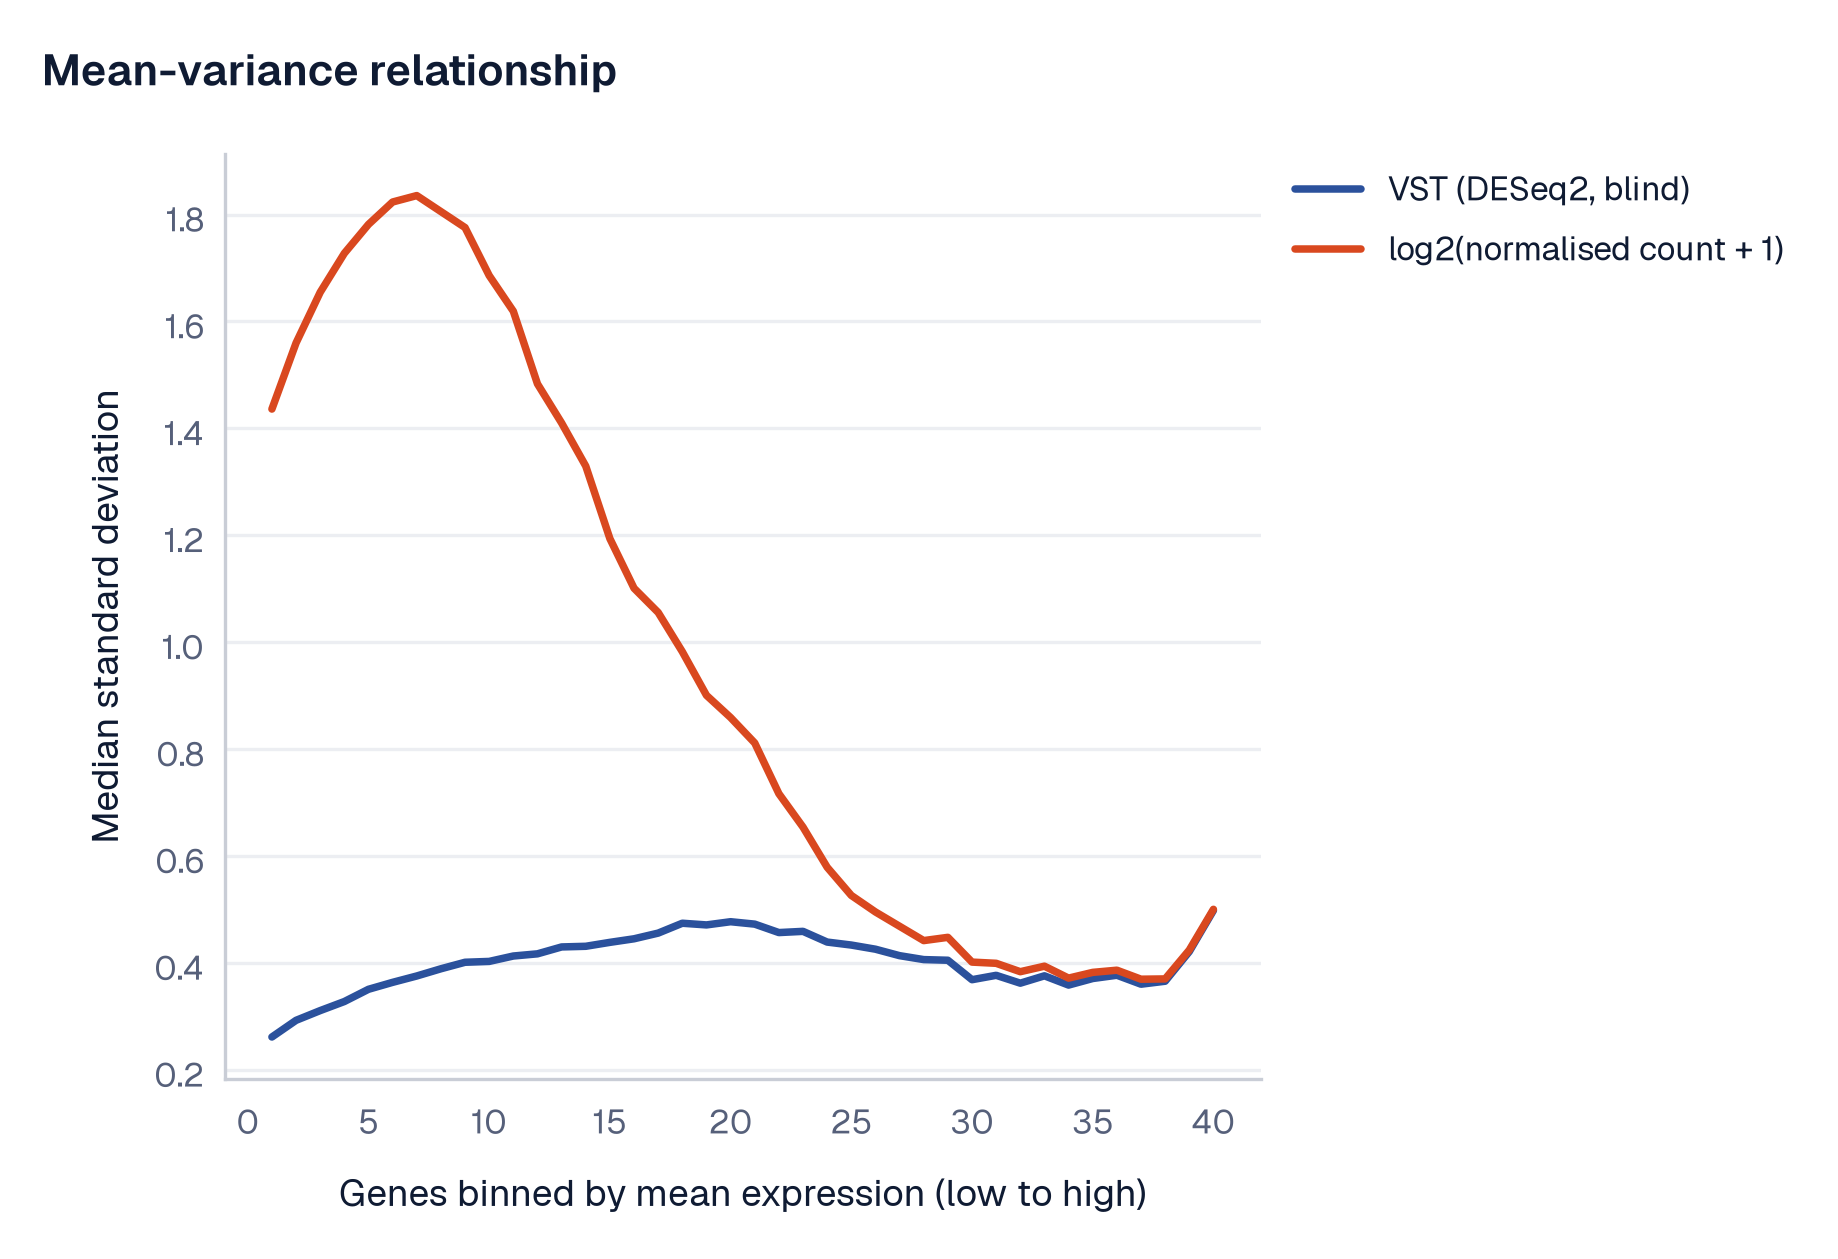 Mean-variance relationship
VST (DESeq2, blind)
log2(normalised count + 1)
Median standard deviation
1.8
1.6
1.4
1.2
1.0
0.8
0.6
0.4
0.2
0 5 10 15 20 25 30 35 40
Genes binned by mean expression (low to high)